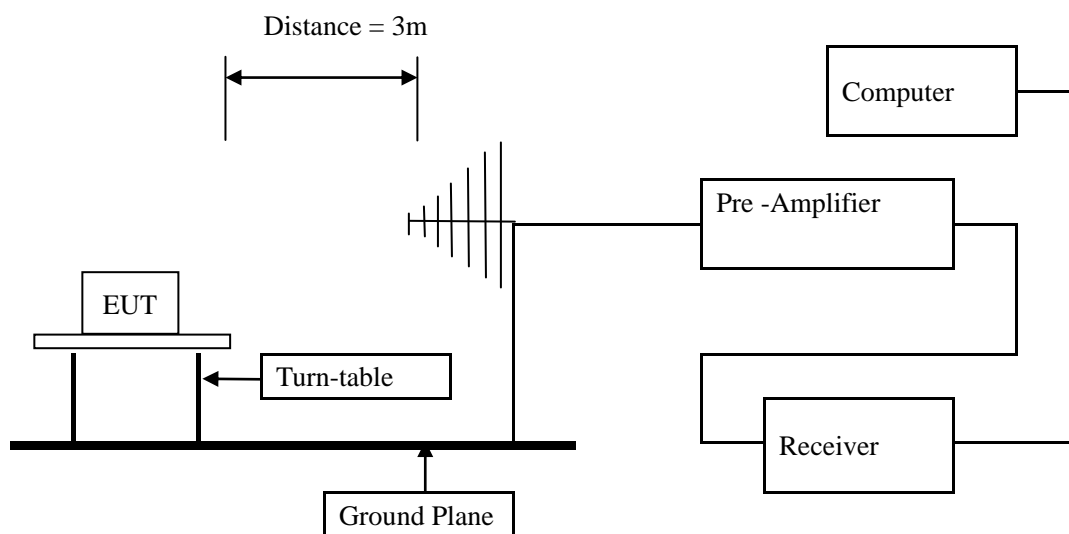 Distance = 3m
Computer
Pre -Amplifier
EUT
Turn-table
Receiver
Ground Plane